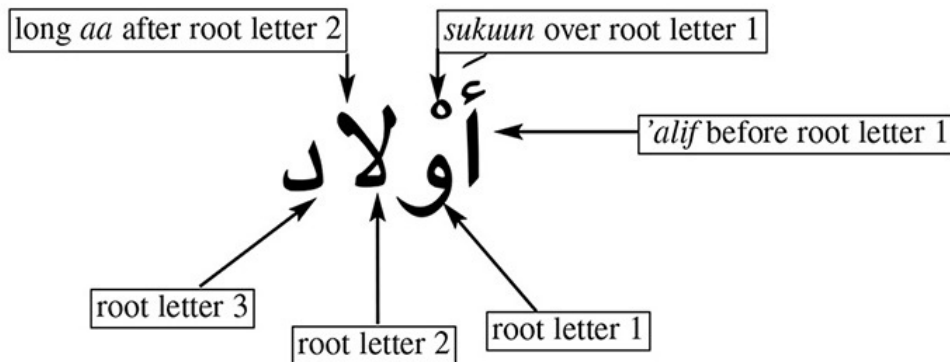 long aa after root letter 2
sukuun over root letter 1
أَوْلاد
'alif before root letter 1
root letter 3
root letter 2
root letter 1